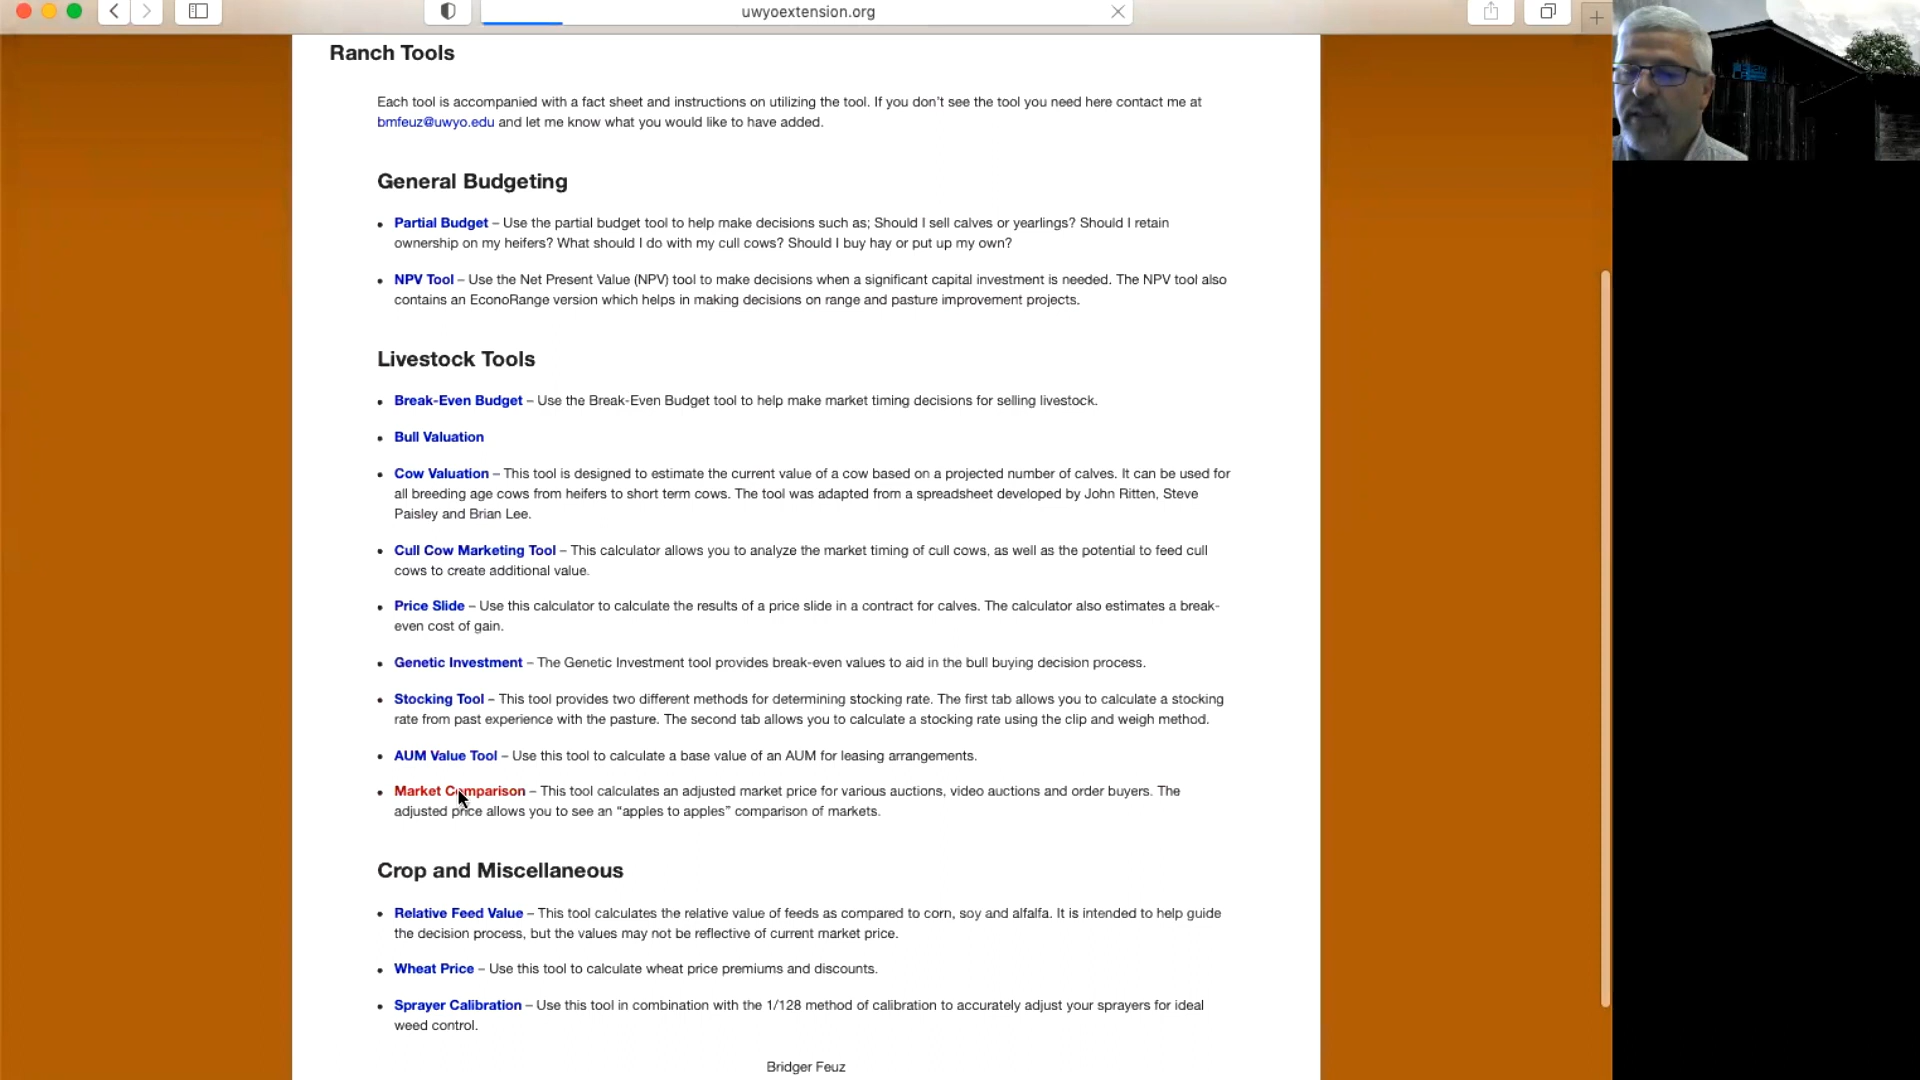 uwyoextension.org
Ranch Tools
Each tool is accompanied with a fact sheet and instructions on utilizing the tool. If you don't see the tool you need here contact me at
bmfeuz@uwyo.edu and let me know what you would like to have added.
General Budgeting
• Partial Budget – Use the partial budget tool to help make decisions such as; Should I sell calves or yearlings? Should I retain
ownership on my heifers? What should I do with my cull cows? Should I buy hay or put up my own?
• NPV Tool – Use the Net Present Value (NPV) tool to make decisions when a significant capital investment is needed. The NPV tool also
contains an EconoRange version which helps in making decisions on range and pasture improvement projects.
Livestock Tools
• Break-Even Budget – Use the Break-Even Budget tool to help make market timing decisions for selling livestock.
• Bull Valuation
• Cow Valuation – This tool is designed to estimate the current value of a cow based on a projected number of calves. It can be used for
all breeding age cows from heifers to short term cows. The tool was adapted from a spreadsheet developed by John Ritten, Steve
Paisley and Brian Lee.
• Cull Cow Marketing Tool – This calculator allows you to analyze the market timing of cull cows, as well as the potential to feed cull
cows to create additional value.
• Price Slide – Use this calculator to calculate the results of a price slide in a contract for calves. The calculator also estimates a break-
even cost of gain.
• Genetic Investment – The Genetic Investment tool provides break-even values to aid in the bull buying decision process.
• Stocking Tool – This tool provides two different methods for determining stocking rate. The first tab allows you to calculate a stocking
rate from past experience with the pasture. The second tab allows you to calculate a stocking rate using the clip and weigh method.
• AUM Value Tool – Use this tool to calculate a base value of an AUM for leasing arrangements.
• Market Comparison – This tool calculates an adjusted market price for various auctions, video auctions and order buyers. The
adjusted price allows you to see an “apples to apples” comparison of markets.
Crop and Miscellaneous
• Relative Feed Value – This tool calculates the relative value of feeds as compared to corn, soy and alfalfa. It is intended to help guide
the decision process, but the values may not be reflective of current market price.
• Wheat Price – Use this tool to calculate wheat price premiums and discounts.
• Sprayer Calibration – Use this tool in combination with the 1/128 method of calibration to accurately adjust your sprayers for ideal
weed control.
Bridger Feuz